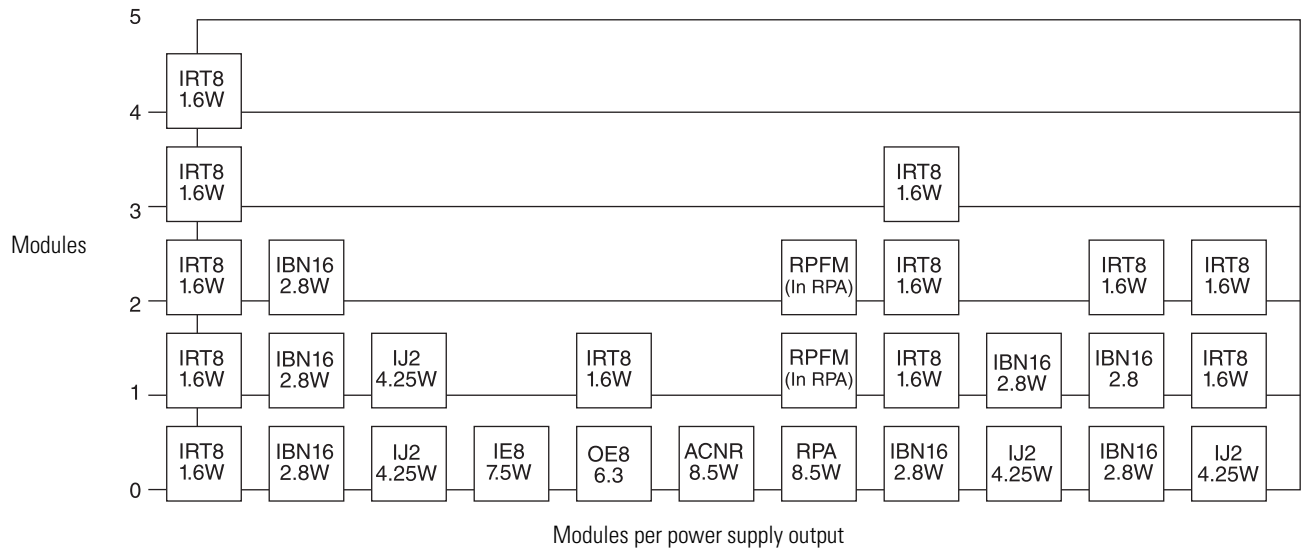 5
IRT8
1.6W
4
IRT8
1.6W
IRT8
1.6W
3
Modules
IRT8
1.6W
IBN16
2.8W
RPFM
(In RPA)
IRT8
1.6W
IRT8
1.6W
IRT8
1.6W
2
IRT8
1.6W
IBN16
2.8W
IJ2
4.25W
IRT8
1.6W
RPFM
(In RPA)
IRT8
1.6W
IBN16
2.8W
IBN16
2.8
IRT8
1.6W
1
IRT8
1.6W
IBN16
2.8W
IJ2
4.25W
IE8
7.5W
OE8
6.3
ACNR
8.5W
RPA
8.5W
IBN16
2.8W
IJ2
4.25W
IBN16
2.8W
IJ2
4.25W
0
Modules per power supply output